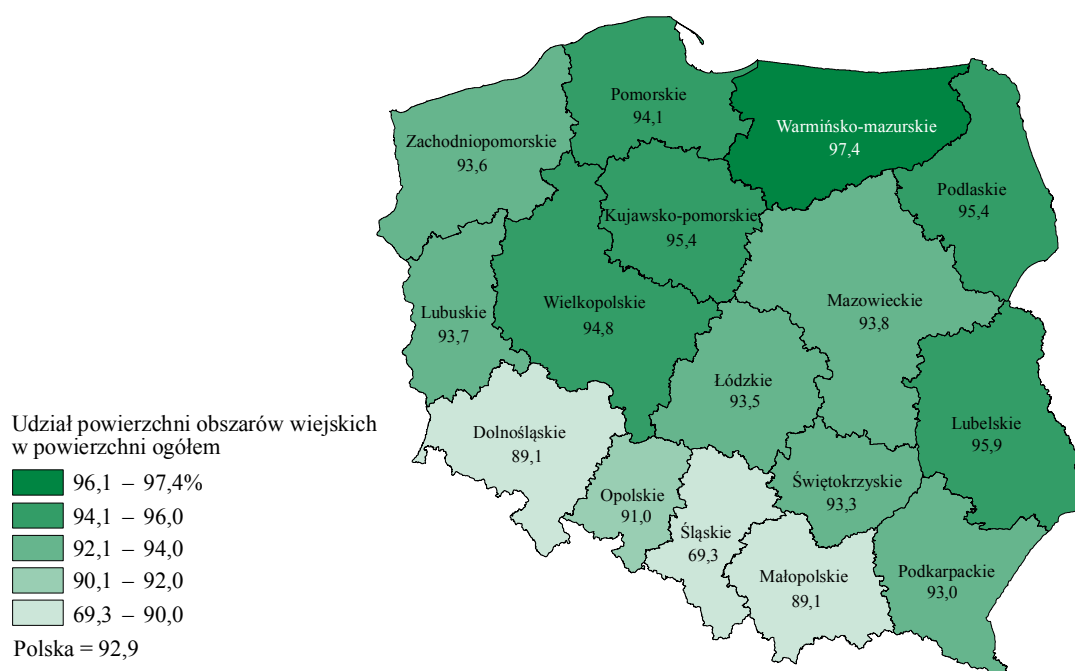 Pomorskie
94,1
Warmińsko-mazurskie
97,4
Zachodniopomorskie
93,6
Podlaskie
95,4
Kujawsko-pomorskie
95,4
Mazowieckie
93,8
Wielkopolskie
94,8
Lubuskie
93,7
Łódzkie
93,5
Lubelskie
95,9
Dolnośląskie
89,1
Świętokrzyskie
93,3
Opolskie
91,0
Śląskie
69,3
Podkarpackie
93,0
Małopolskie
89,1
Udział powierzchni obszarów wiejskich
w powierzchni ogółem
96,1 – 97,4%
94,1 – 96,0
92,1 – 94,0
90,1 – 92,0
69,3 – 90,0
Polska = 92,9